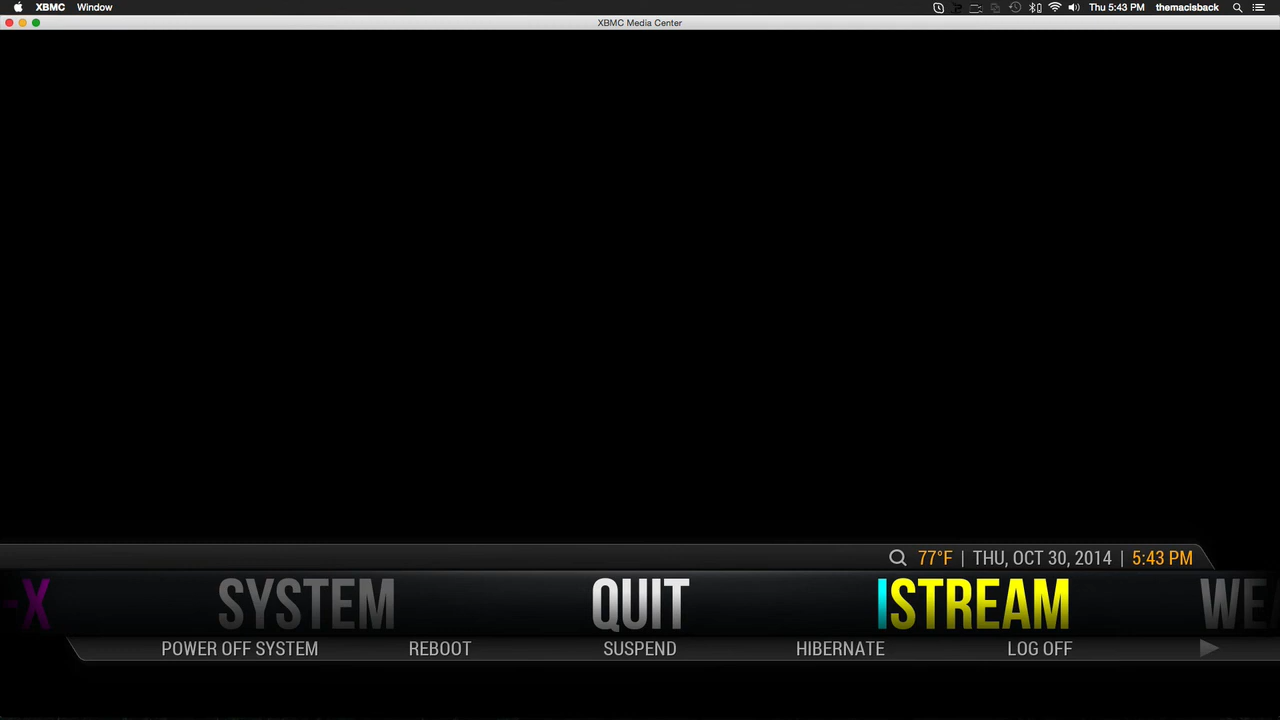 XBMC Window Thu 5:43 PM themacisback
XBMC Media Center
77°F | THU, OCT 30, 2014 | 5:43 PM
-X SYSTEM QUIT ISTREAM WE
POWER OFF SYSTEM REBOOT SUSPEND HIBERNATE LOG OFF